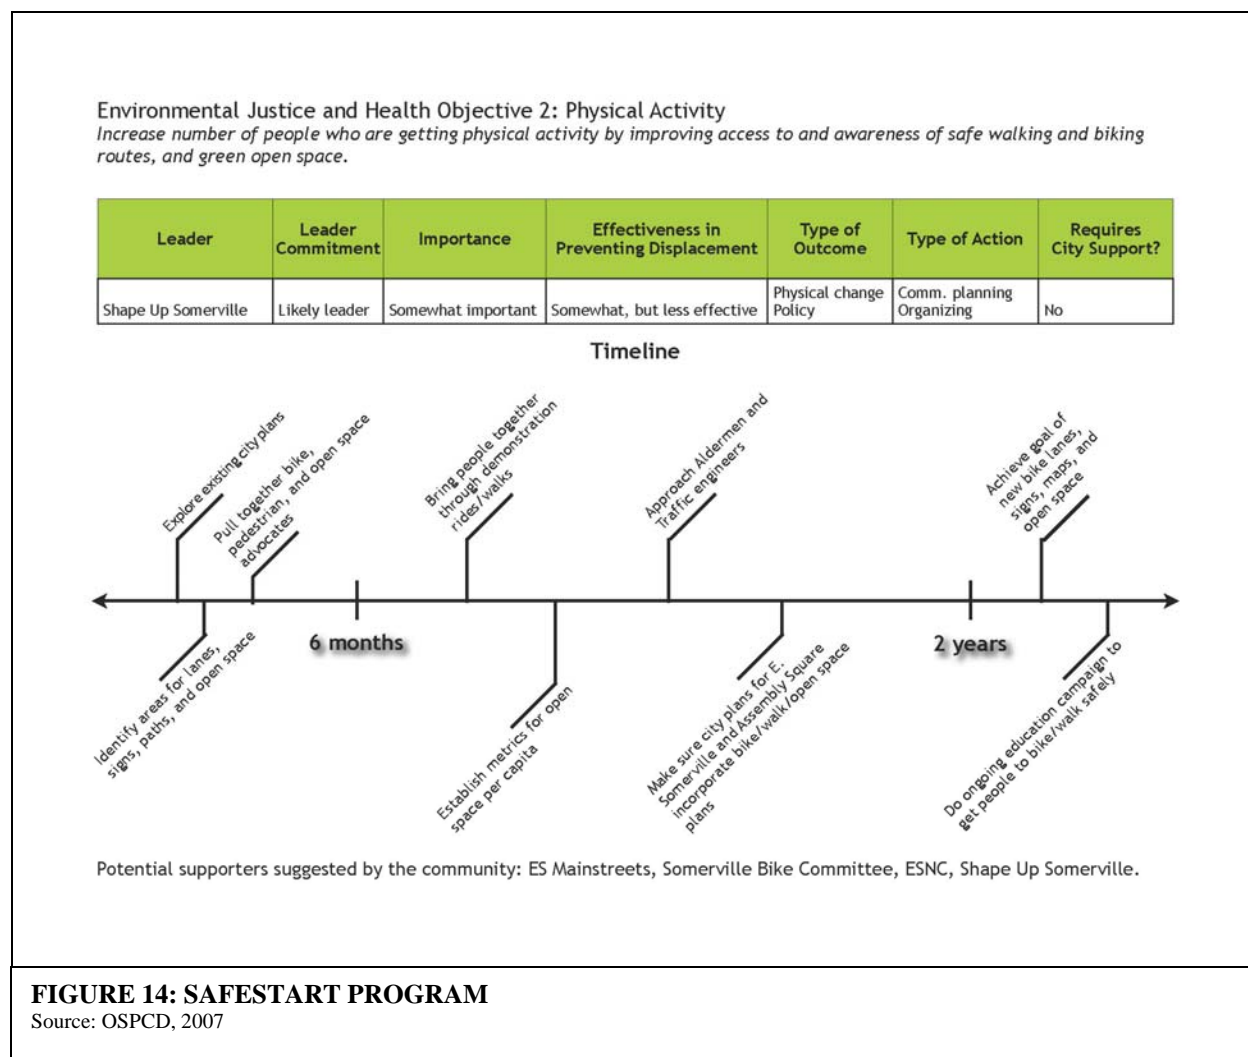 Environmental Justice and Health Objective 2: Physical Activity
Increase number of people who are getting physical activity by improving access to and awareness of safe walking and biking
routes, and green open space.
Leader
Leader
Commitment
Importance
Effectiveness in
Preventing Displacement
Type of
Outcome
Type of Action
Requires
City Support?
Shape Up Somerville
Likely leader
Somewhat important
Somewhat, but less effective
Physical change
Policy
Comm. planning
Organizing
No
Timeline
Explore existing city plans
Pull together bike,
pedestrian, and open space
advocates
Bring people together
through demonstration
rides/walks
Approach Aldermen and
Traffic engineers
Achieve goal of
new bike lanes,
signs, maps, and
open space
6 months
2 years
Identify areas for lanes,
signs, paths, and open space
Establish metrics for open
space per capita
Make sure city plans for E.
Somerville and Assembly Square
incorporate bike/walk/open space
plans
Do ongoing education campaign to
get people to bike/walk safely
Potential supporters suggested by the community: ES Mainstreets, Somerville Bike Committee, ESNC, Shape Up Somerville.
FIGURE 14: SAFESTART PROGRAM
Source: OSPCD, 2007